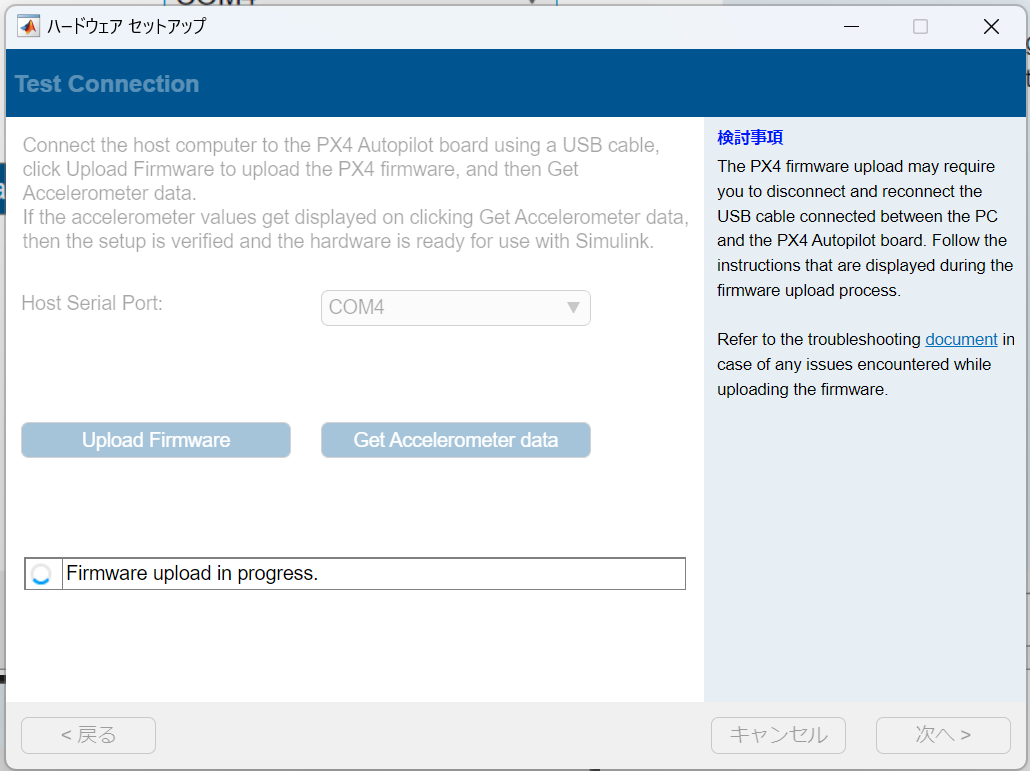 COM4
ハードウェア セットアップ
Test Connection
Connect the host computer to the PX4 Autopilot board using a USB cable,
click Upload Firmware to upload the PX4 firmware, and then Get
Accelerometer data.
If the accelerometer values get displayed on clicking Get Accelerometer data,
then the setup is verified and the hardware is ready for use with Simulink.
Host Serial Port:
COM4
Upload Firmware
Get Accelerometer data
Firmware upload in progress.
検討事項
The PX4 firmware upload may require
you to disconnect and reconnect the
USB cable connected between the PC
and the PX4 Autopilot board. Follow the
instructions that are displayed during the
firmware upload process.
Refer to the troubleshooting document in
case of any issues encountered while
uploading the firmware.
< 戻る
キャンセル
次へ >